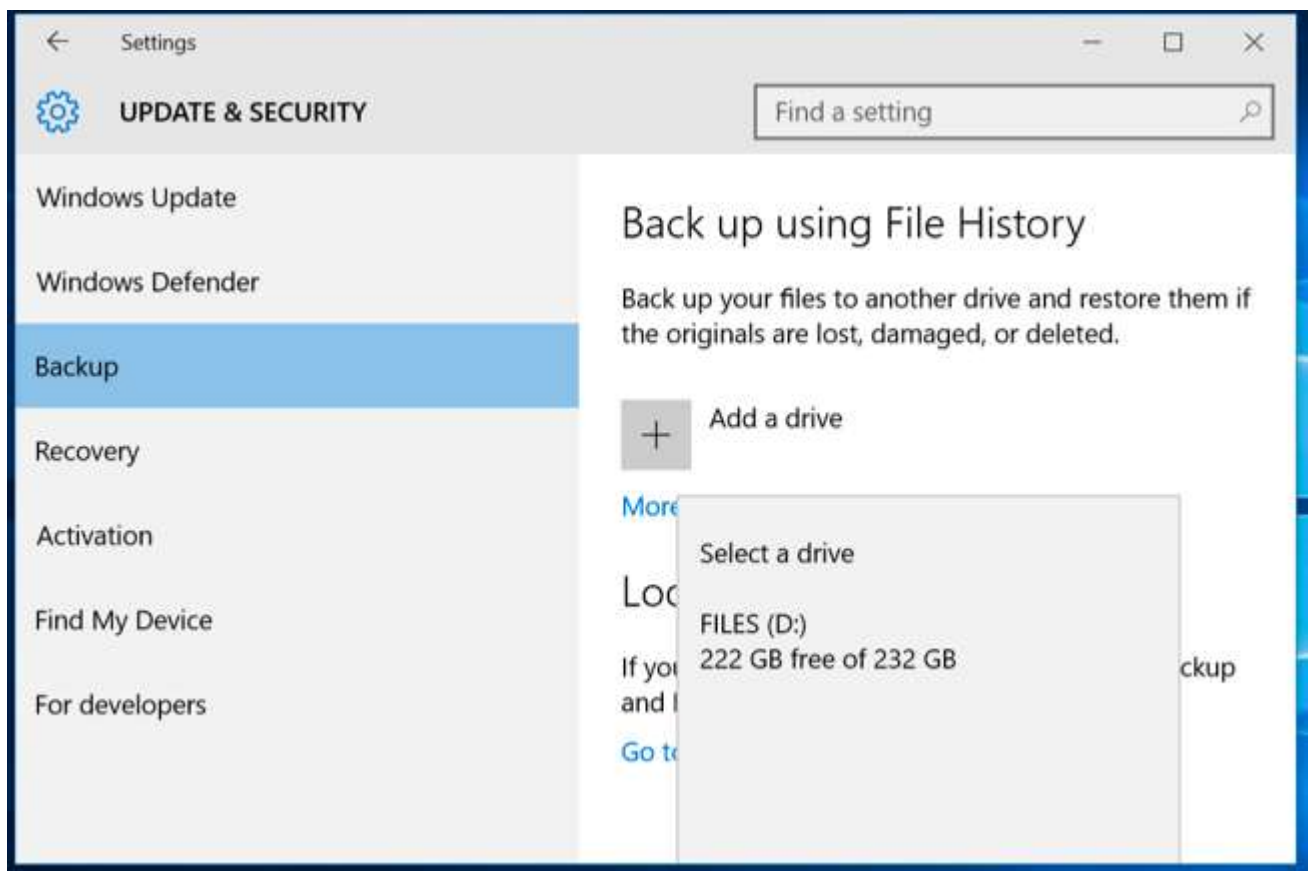 Settings
UPDATE & SECURITY
Find a setting
Windows Update
Windows Defender
Backup
Recovery
Activation
Find My Device
For developers
Back up using File History
Back up your files to another drive and restore them if
the originals are lost, damaged, or deleted.
Add a drive
More
Select a drive
FILES (D:)
222 GB free of 232 GB
If you
and
Go to